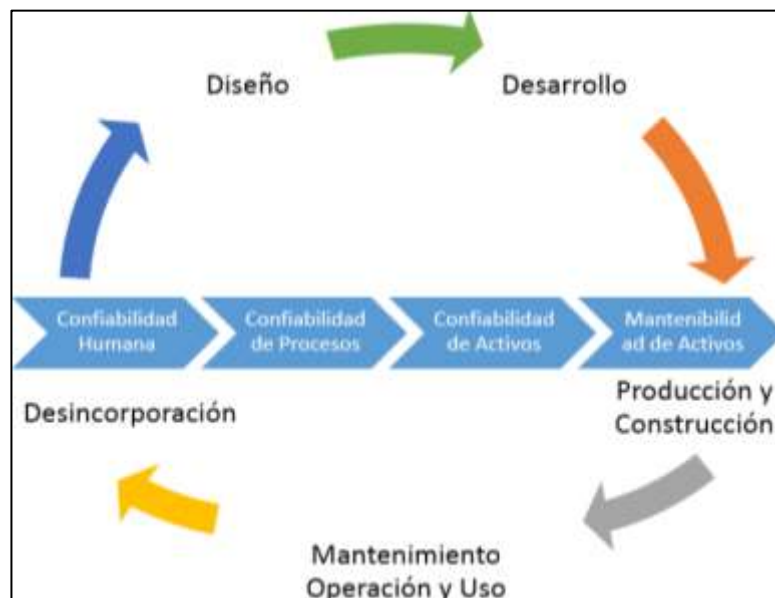 Diseño
Desarrollo
Confiabilidad
Humana
Confiabilidad
de Procesos
Confiabilidad
de Activos
Mantenibilid
ad de Activos
Desincorporación
Producción y
Construcción
Mantenimiento
Operación y Uso